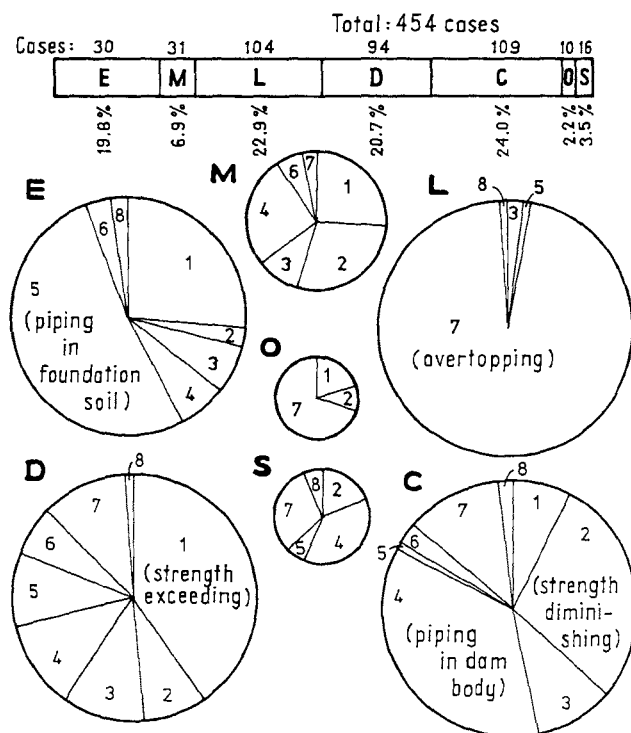 Total: 454 cases
Cases: 30 31 104 94 109 10 16
E M L D C O S
19.8 % 6.9 % 22.9 % 20.7 % 24.0 % 2.2 % 3.5 %
E
6 8
1
5
(piping
in
foundation
soil)
2
3
4
M
6 7
1
4
3 2
L
8 3 5
7
(overtopping)
O
1
7 2
D
8
7
1
(strength
exceeding)
6
5
4
3 2
S
8 2
7
5 4
C
8
7 1
2
(strength
dimini-
shing)
6
5
4
(piping
in dam
body)
3